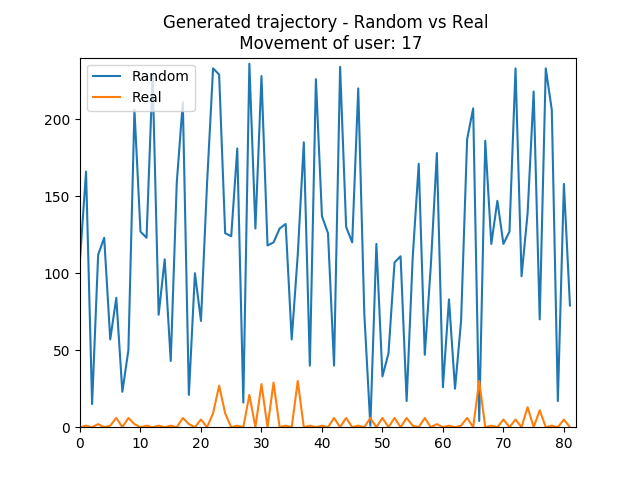 Generated trajectory - Random vs Real
Movement of user: 17
Random
Real
200
150
100
50
0
0 10 20 30 40 50 60 70 80